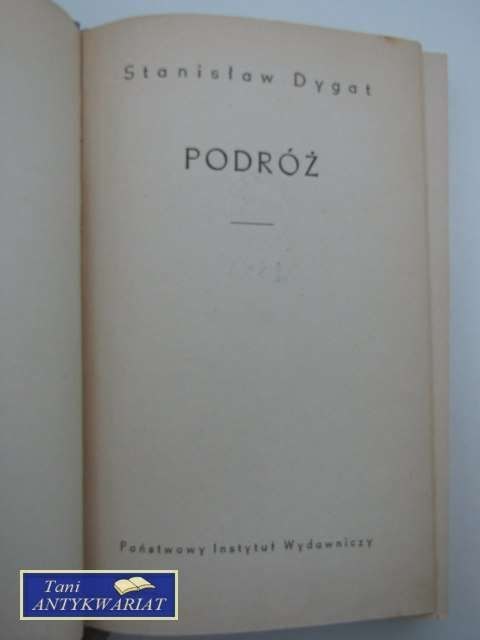 Stanisław Dygat
PODRÓŻ
Państwowy Instytut Wydawniczy
Tani
ANTYKWARIAT